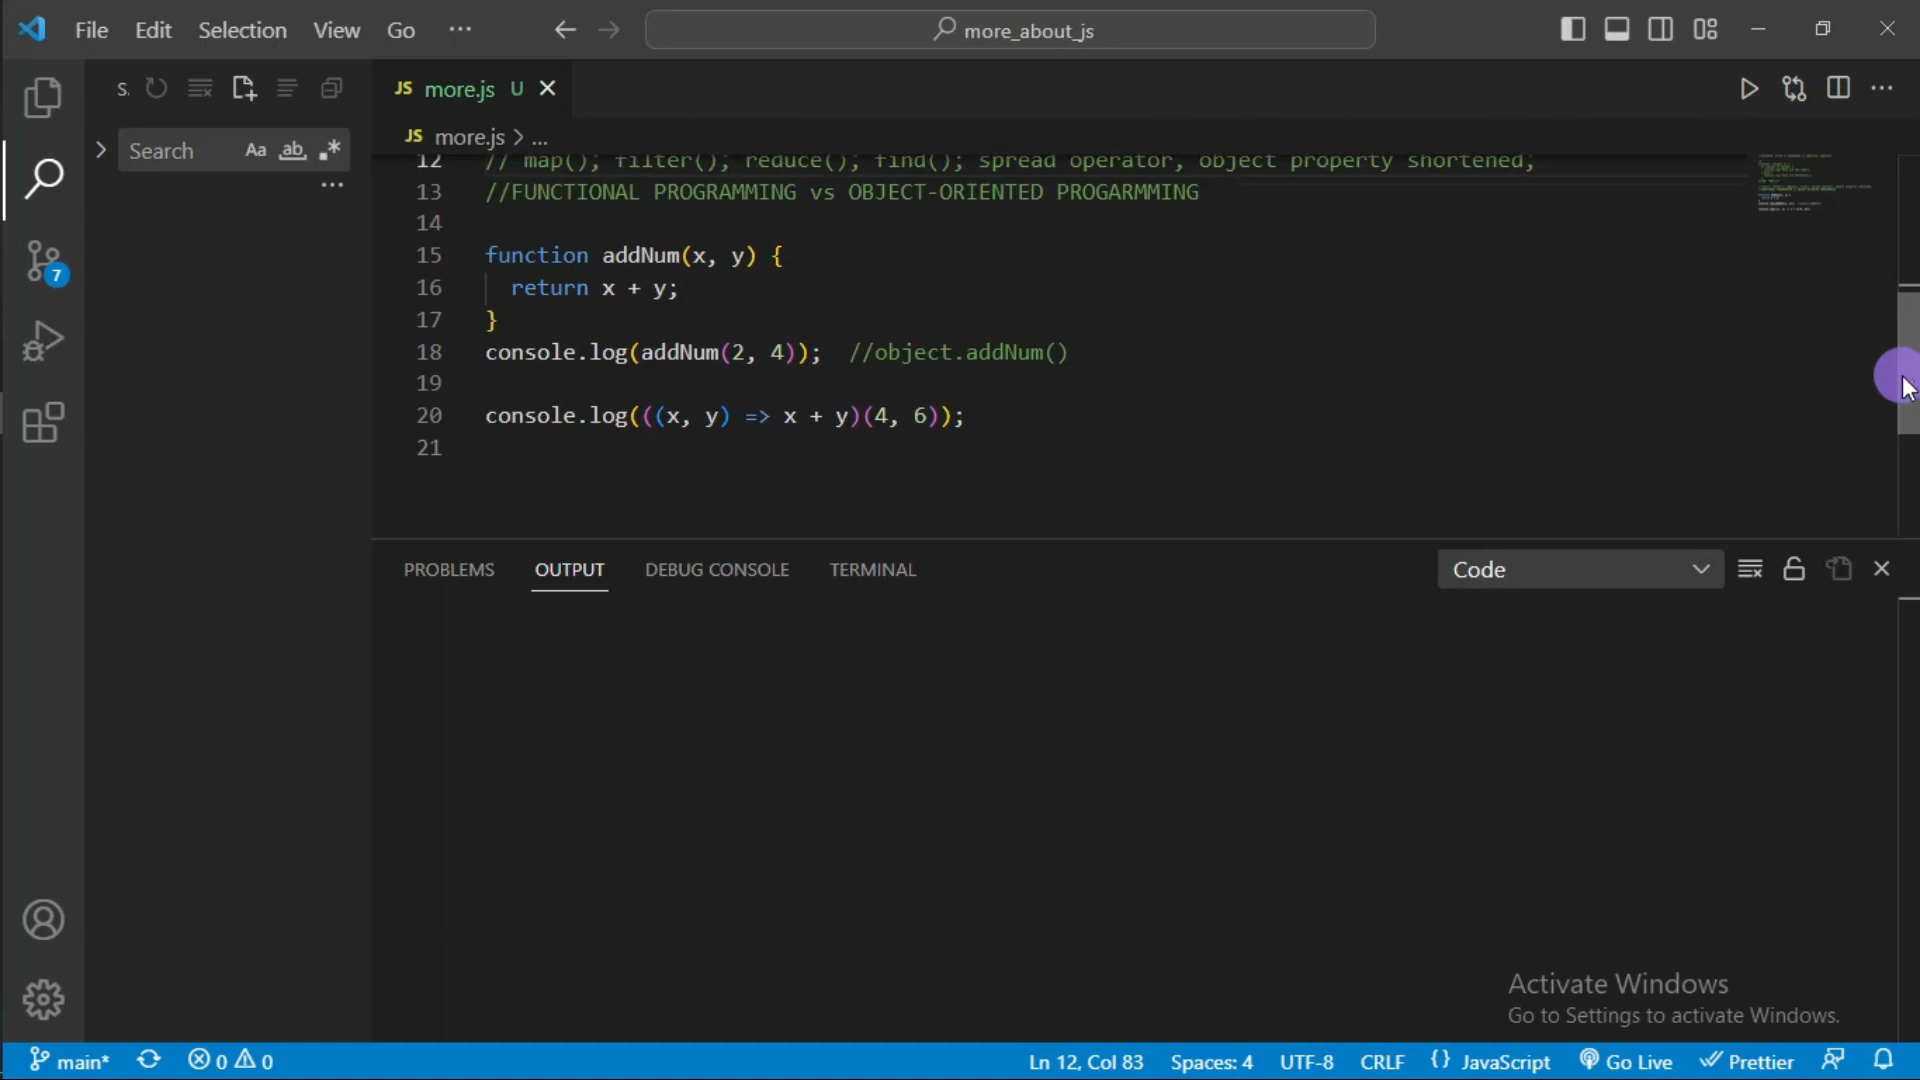 File Edit Selection View Go ... more_about_js
S. JS more.js U
Search Aa ab
JS more.js > ...
12 // map(); filter(); reduce(); find(); spread operator, object property shortened;
13 //FUNCTIONAL PROGRAMMING vs OBJECT-ORIENTED PROGARMMING
14
15 function addNum(x, y) {
16 return x + y;
17 }
18 console.log(addNum(2, 4)); //object.addNum()
19
20 console.log(((x, y) => x + y)(4, 6));
21
7
PROBLEMS OUTPUT DEBUG CONSOLE TERMINAL Code
Activate Windows
Go to Settings to activate Windows.
main* 0 0 Ln 12, Col 83 Spaces: 4 UTF-8 CRLF {} JavaScript Go Live Prettier